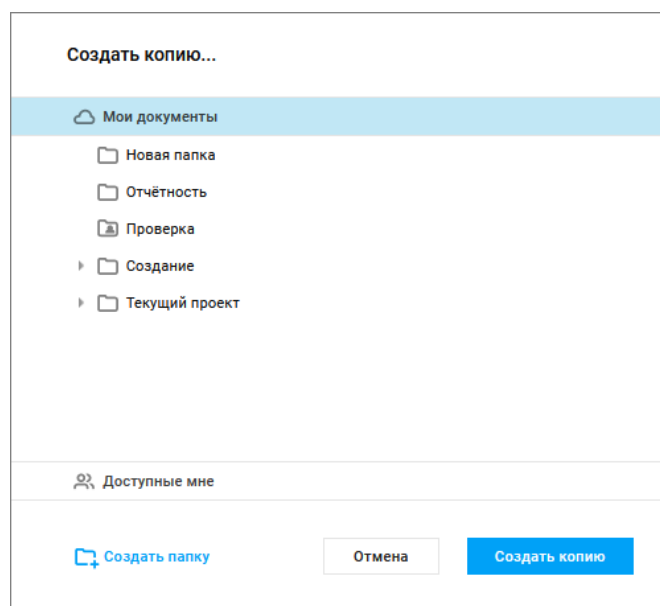 Создать копию...
Мои документы
Новая папка
Отчётность
Проверка
Создание
Текущий проект
Доступные мне
Создать папку
Отмена
Создать копию